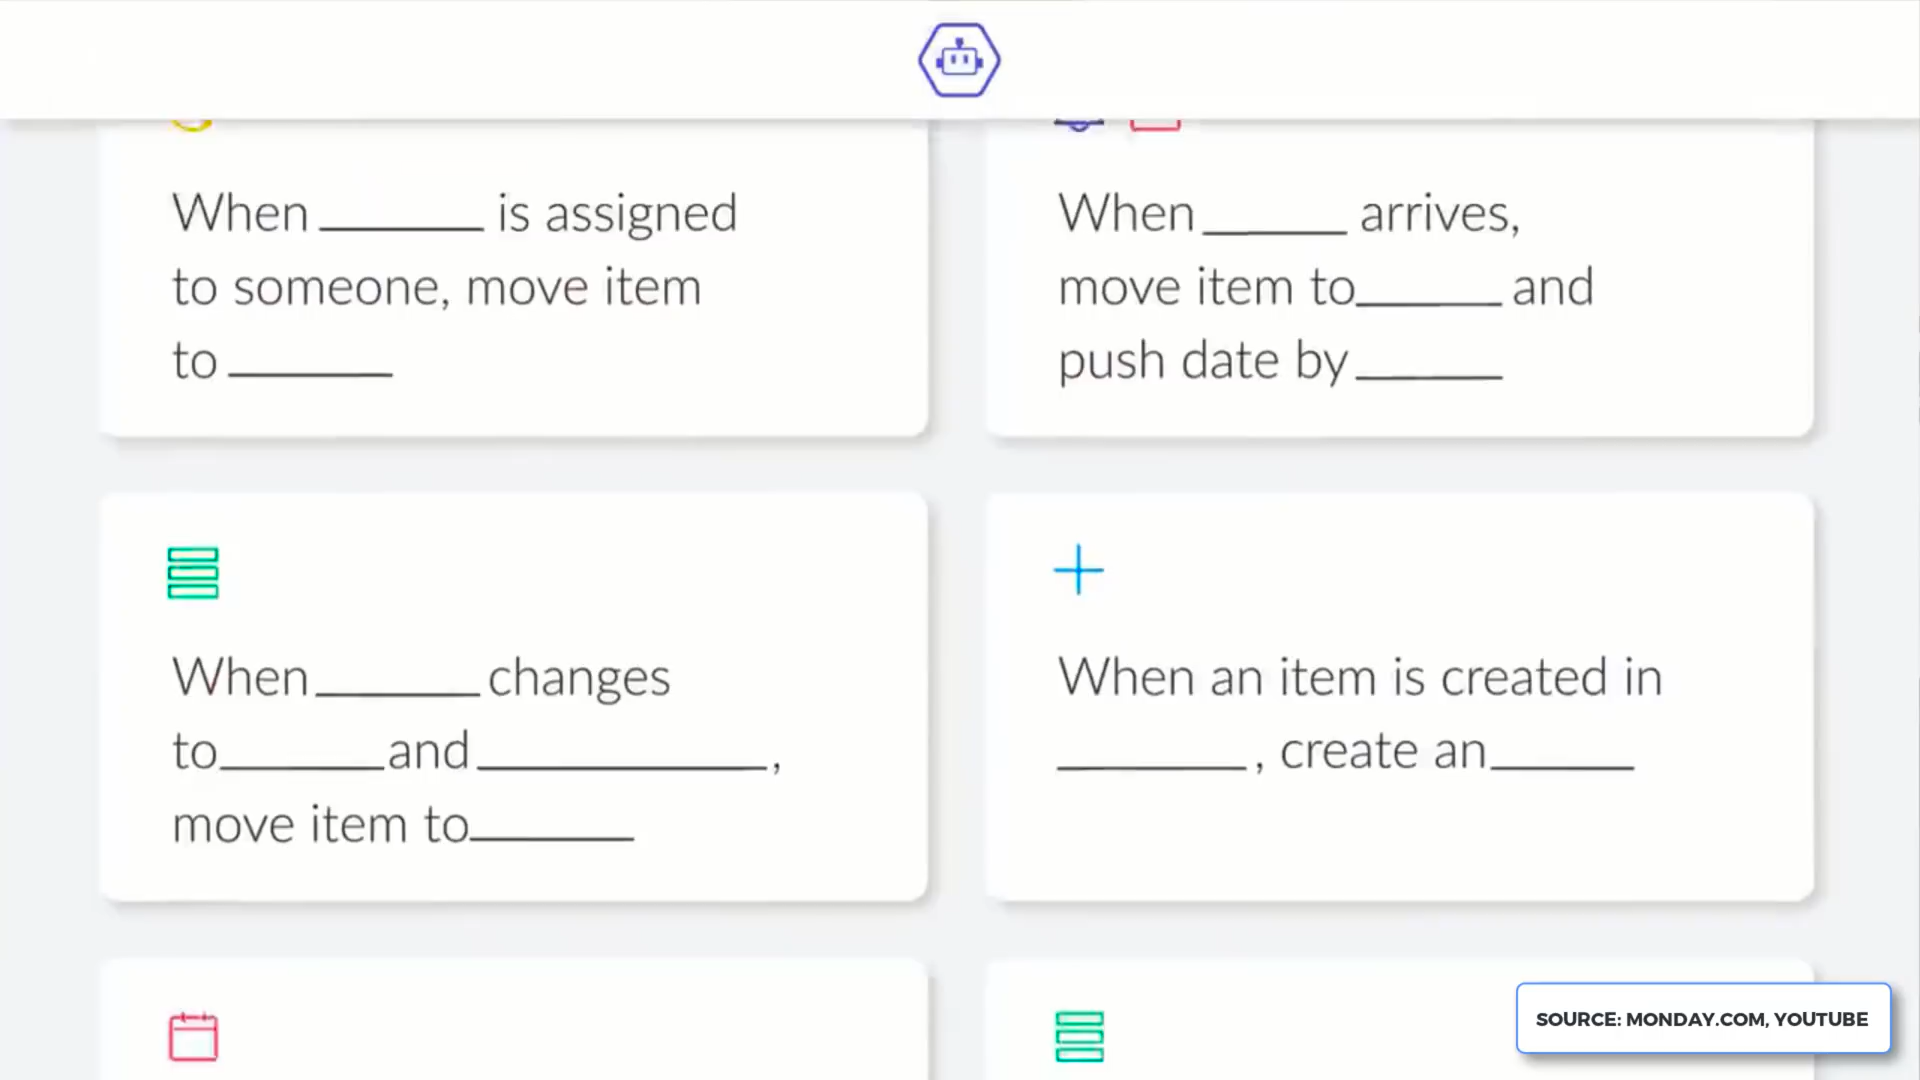 When ______ is assigned
to someone, move item
to ______
When ______ arrives,
move item to ______ and
push date by ______
When ______ changes
to ______ and __________,
move item to ______
When an item is created in
_______, create an ______
SOURCE: MONDAY.COM, YOUTUBE